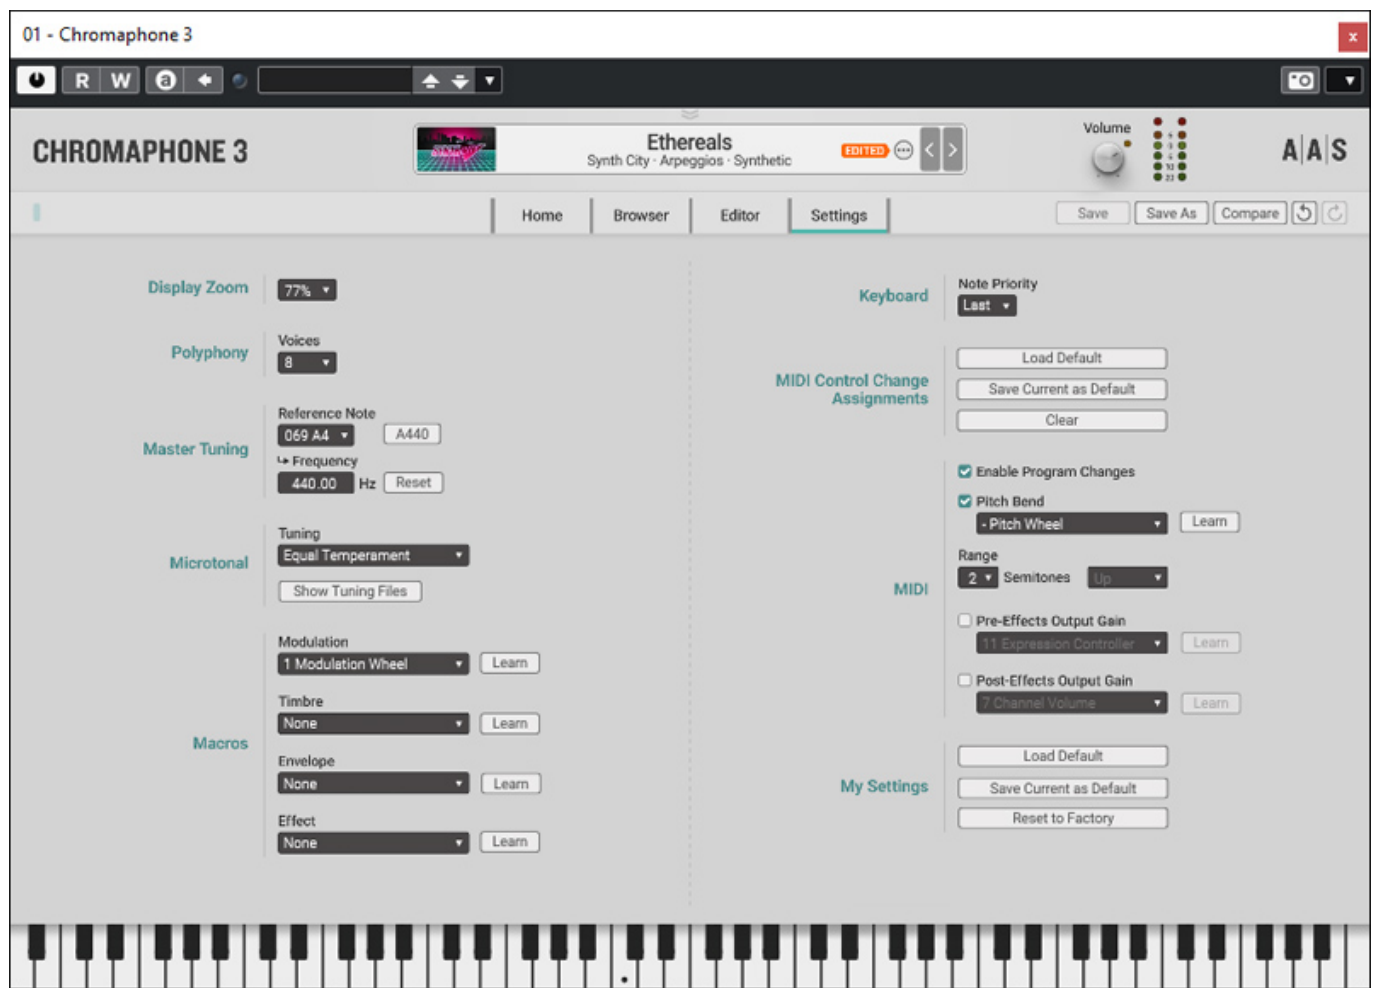 01 - Chromaphone 3
x
R W a
CHROMAPHONE 3
Ethereals
Synth City · Arpeggios · Synthetic
EDITED
< >
Volume
A|A|S
Home Browser Editor Settings
Save Save As Compare
Display Zoom
77%
Polyphony
Voices
8
Master Tuning
Reference Note
069 A4 A440
↳ Frequency
440.00 Hz Reset
Microtonal
Tuning
Equal Temperament
Show Tuning Files
Macros
Modulation
1 Modulation Wheel Learn
Timbre
None Learn
Envelope
None Learn
Effect
None Learn
Keyboard
Note Priority
Last
MIDI Control Change
Assignments
Load Default
Save Current as Default
Clear
MIDI
Enable Program Changes
Pitch Bend
- Pitch Wheel Learn
Range
2 Semitones Up
Pre-Effects Output Gain
11 Expression Controller Learn
Post-Effects Output Gain
7 Channel Volume Learn
My Settings
Load Default
Save Current as Default
Reset to Factory